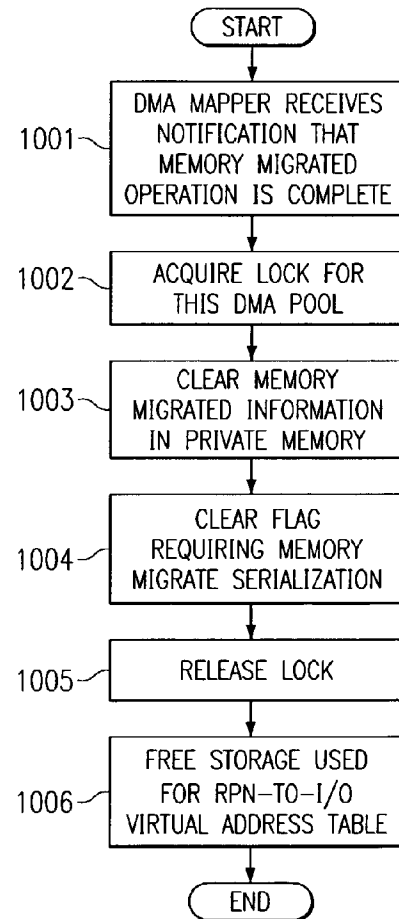 START
1001
DMA MAPPER RECEIVES
NOTIFICATION THAT
MEMORY MIGRATED
OPERATION IS COMPLETE
1002
ACQUIRE LOCK FOR
THIS DMA POOL
1003
CLEAR MEMORY
MIGRATED INFORMATION
IN PRIVATE MEMORY
1004
CLEAR FLAG
REQUIRING MEMORY
MIGRATE SERIALIZATION
1005
RELEASE LOCK
1006
FREE STORAGE USED
FOR RPN-TO-I/O
VIRTUAL ADDRESS TABLE
END